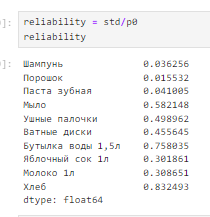 ]: reliability = std/p0
reliability
]: Шампунь 0.036256
Порошок 0.015532
Паста зубная 0.041005
Мыло 0.582148
Ушные палочки 0.498962
Ватные диски 0.455645
Бутылка воды 1,5л 0.758035
Яблочный сок 1л 0.301861
Молоко 1л 0.308651
Хлеб 0.832493
dtype: float64